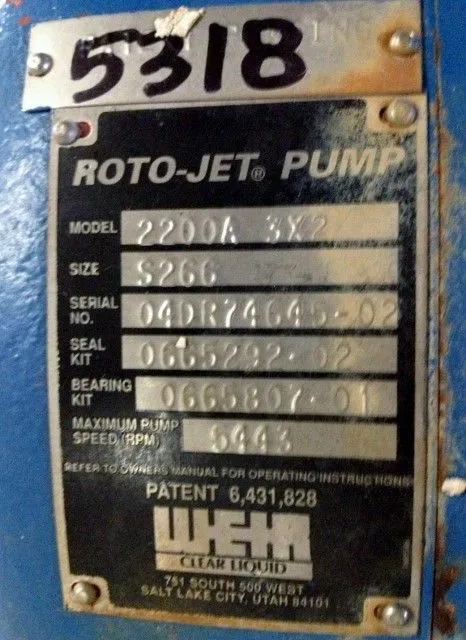 5318
ROTO-JET® PUMP
MODEL 2200A 3X2
SIZE S266
SERIAL NO. 04DR74645-02
SEAL KIT 0665292-02
BEARING KIT 0665807-01
MAXIMUM PUMP SPEED (RPM) 5443
REFER TO OWNERS MANUAL FOR OPERATING INSTRUCTIONS
PATENT 6,431,828
WEIR
CLEAR LIQUID
751 SOUTH 500 WEST
SALT LAKE CITY, UTAH 84101